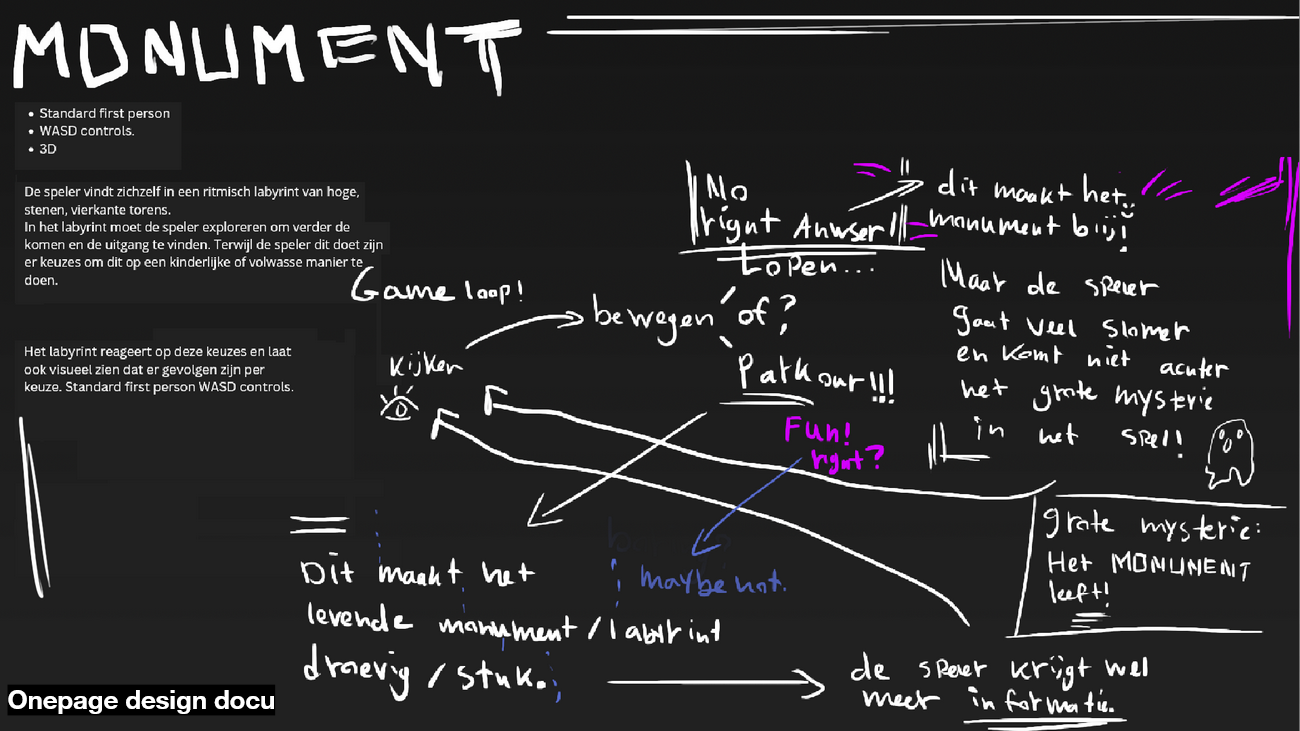 MONUMENT
• Standard first person
• WASD controls.
• 3D
De speler vindt zichzelf in een ritmisch labyrint van hoge,
stenen, vierkante torens.
In het labyrint moet de speler exploreren om verder de
komen en de uitgang te vinden. Terwijl de speler dit doet zijn
er keuzes om dit op een kinderlijke of volwasse manier te
doen.
Het labyrint reageert op deze keuzes en laat
ook visueel zien dat er gevolgen zijn per
keuze. Standard first person WASD controls.
Game loop!
kijken
bewegen of?
Lopen...
Parkour!!!
No
right Anwser!
dit maakt het
monument blij!
Maar de speler
gaat veel slomer
en komt niet achter
het grote mysterie
in het spel!
Fun!
right?
maybe not.
grote mysterie:
Het MONUMENT
leeft!
Dit maakt het
levende monument / labyrint
droevig / stuk.
de speler krijgt wel
meer informatie.
Onepage design docu